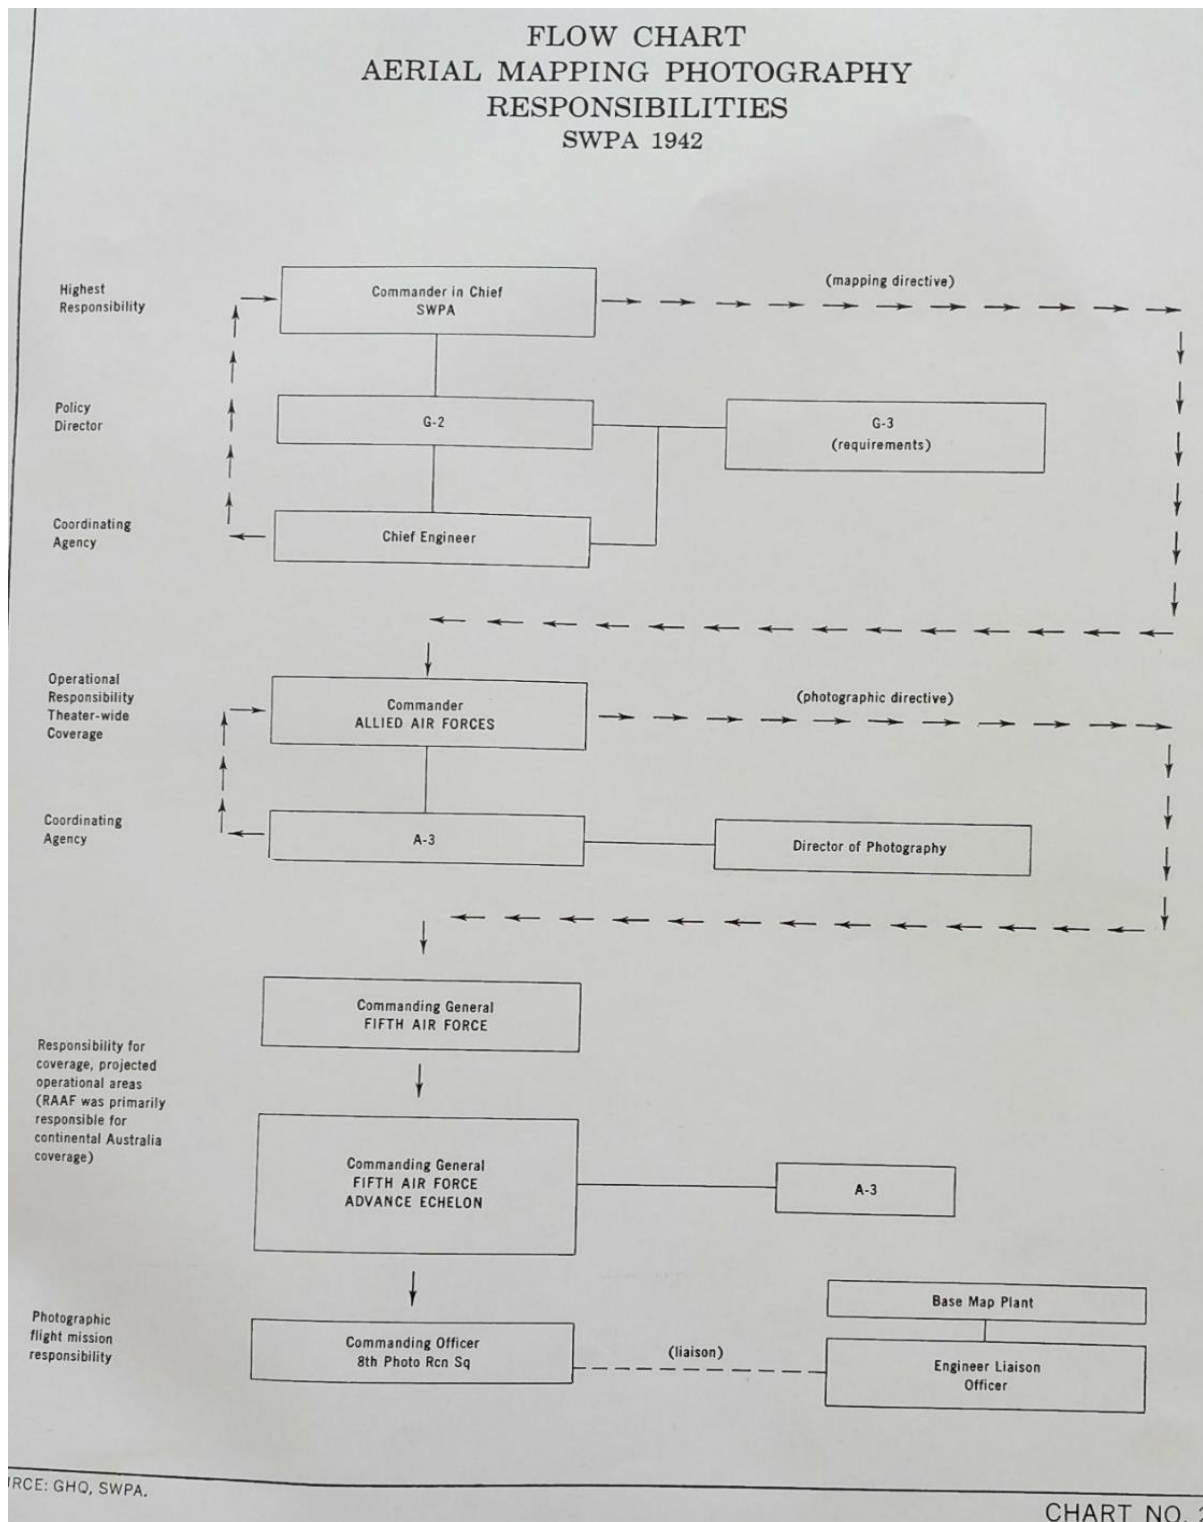 FLOW CHART
AERIAL MAPPING PHOTOGRAPHY
RESPONSIBILITIES
SWPA 1942
Highest
Responsibility
Commander in Chief
SWPA
(mapping directive)
Policy
Director
G-2
G-3
(requirements)
Coordinating
Agency
Chief Engineer
Operational
Responsibility
Theater-wide
Coverage
Commander
ALLIED AIR FORCES
(photographic directive)
Coordinating
Agency
A-3
Director of Photography
Commanding General
FIFTH AIR FORCE
Responsibility for
coverage, projected
operational areas
(RAAF was primarily
responsible for
continental Australia
coverage)
Commanding General
FIFTH AIR FORCE
ADVANCE ECHELON
A-3
Photographic
flight mission
responsibility
Commanding Officer
8th Photo Rcn Sq
(liaison)
Base Map Plant
Engineer Liaison
Officer
URCE: GHQ, SWPA.
CHART NO.